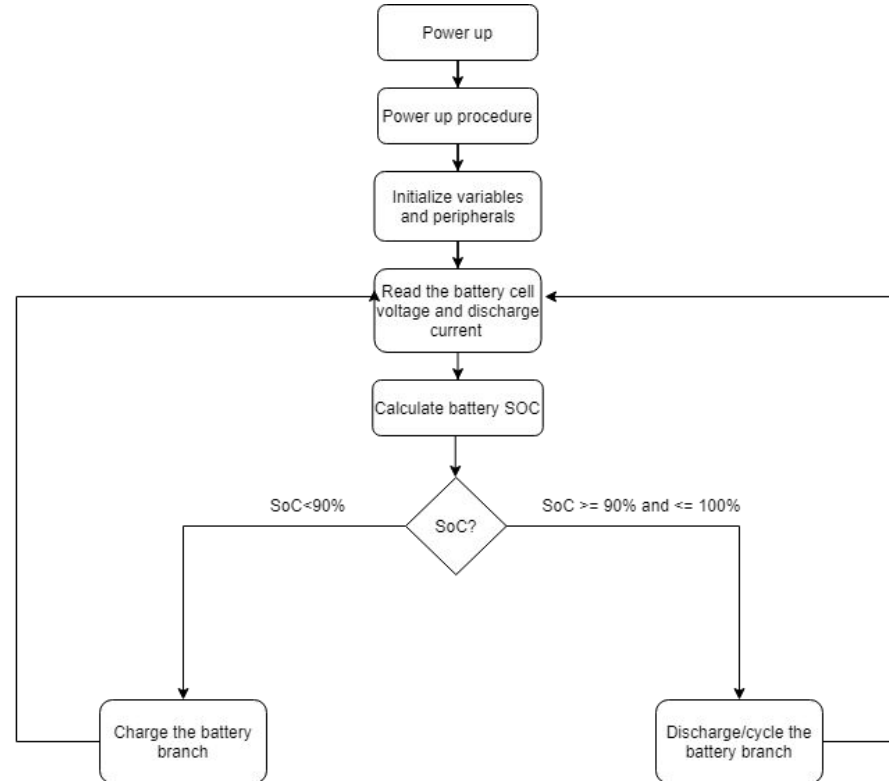 Power up
Power up procedure
Initialize variables
and peripherals
Read the battery cell
voltage and discharge
current
Calculate battery SOC
SoC<90%
SoC?
SoC >= 90% and <= 100%
Charge the battery
branch
Discharge/cycle the
battery branch